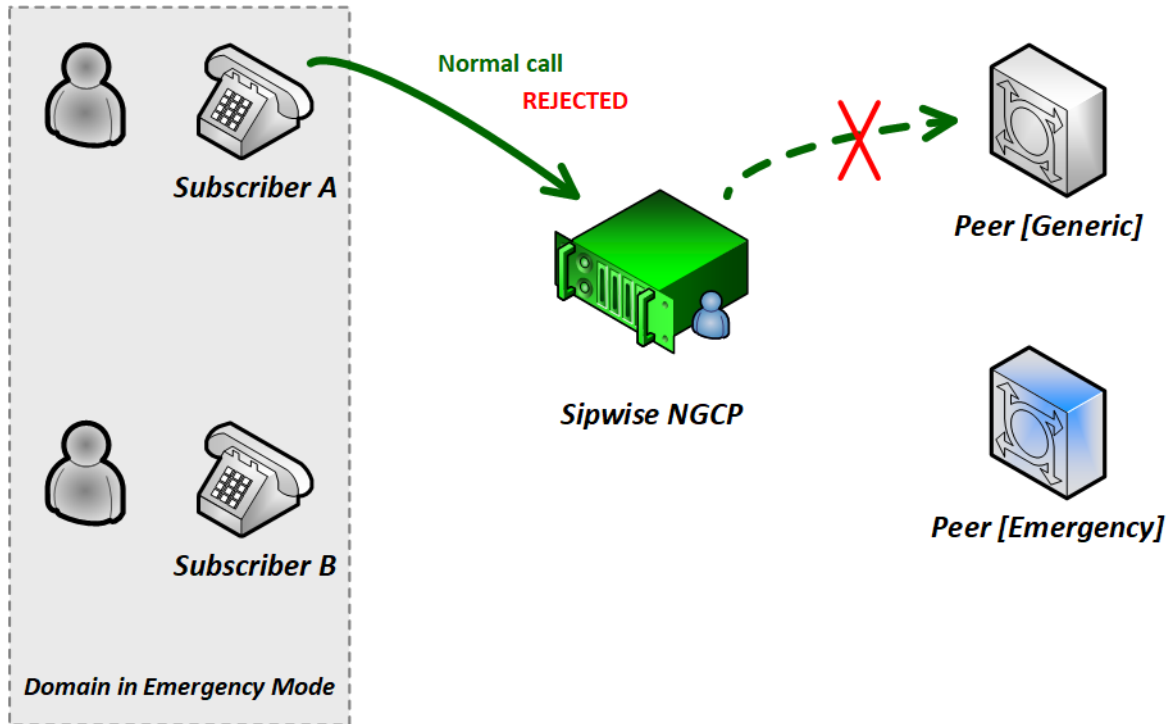 Normal call
REJECTED
Subscriber A
Peer [Generic]
Sipwise NGCP
Peer [Emergency]
Subscriber B
Domain in Emergency Mode